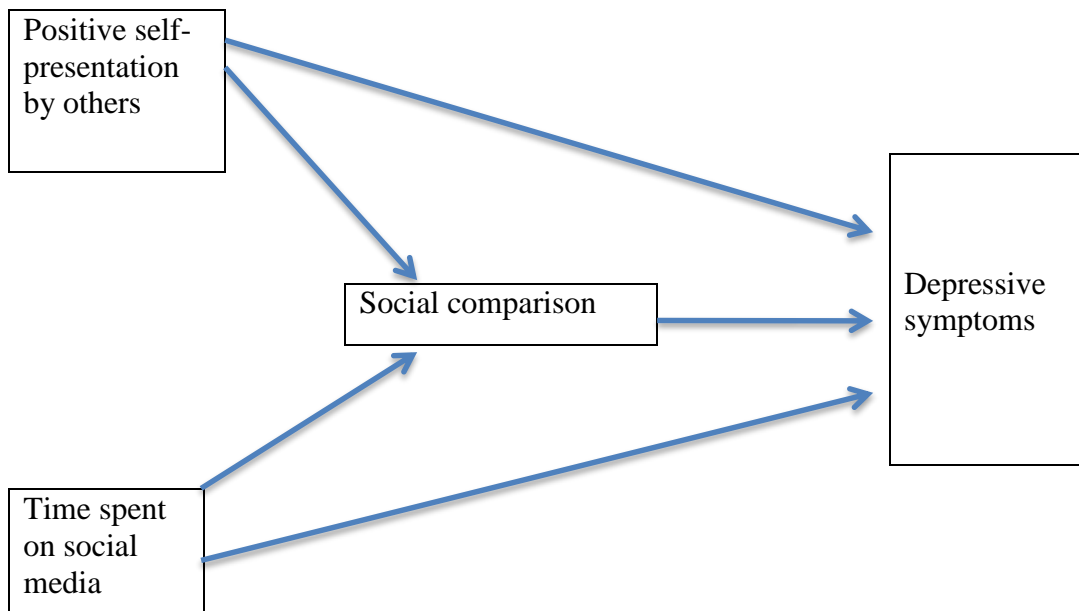 Positive self-
presentation
by others
Social comparison
Depressive
symptoms
Time spent
on social
media